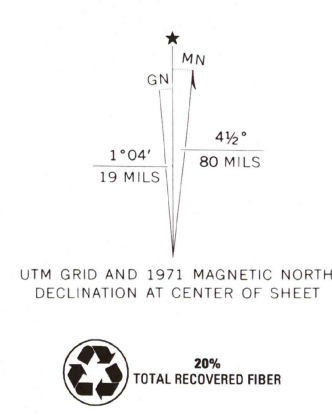 ★
MN
GN
4½°
1°04'
80 MILS
19 MILS
UTM GRID AND 1971 MAGNETIC NORTH
DECLINATION AT CENTER OF SHEET
20%
TOTAL RECOVERED FIBER